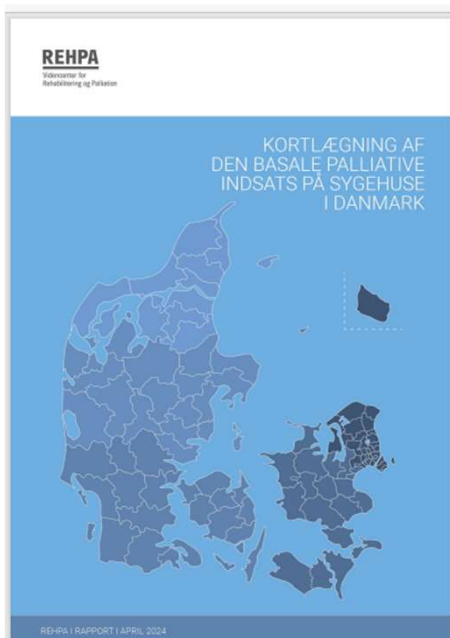 REHPA
Videncenter for
Rehabilitering og Palliation
KORTLÆGNING AF
DEN BASALE PALLIATIVE
INDSATS PÅ SYGEHUSE
I DANMARK
REHPA I RAPPORT I APRIL 2024